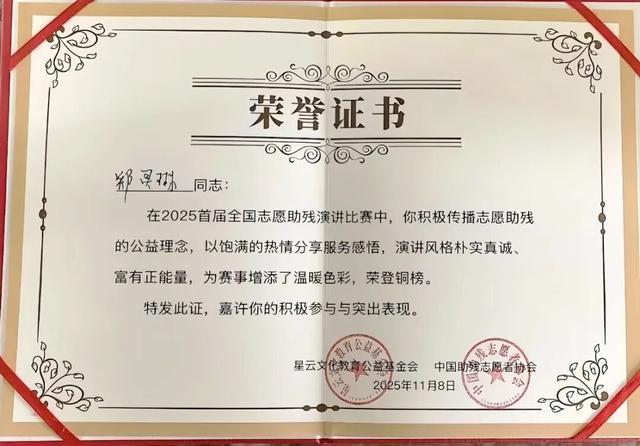 荣誉证书
郑 琳 同志：
在2025首届全国志愿助残演讲比赛中，你积极传播志愿助残
的公益理念，以饱满的热情分享服务感悟，演讲风格朴实真诚、
富有正能量，为赛事增添了温暖色彩，荣登铜榜。
特发此证，嘉许你的积极参与与突出表现。
星云文化教育公益基金会 中国助残志愿者协会
2025年11月8日